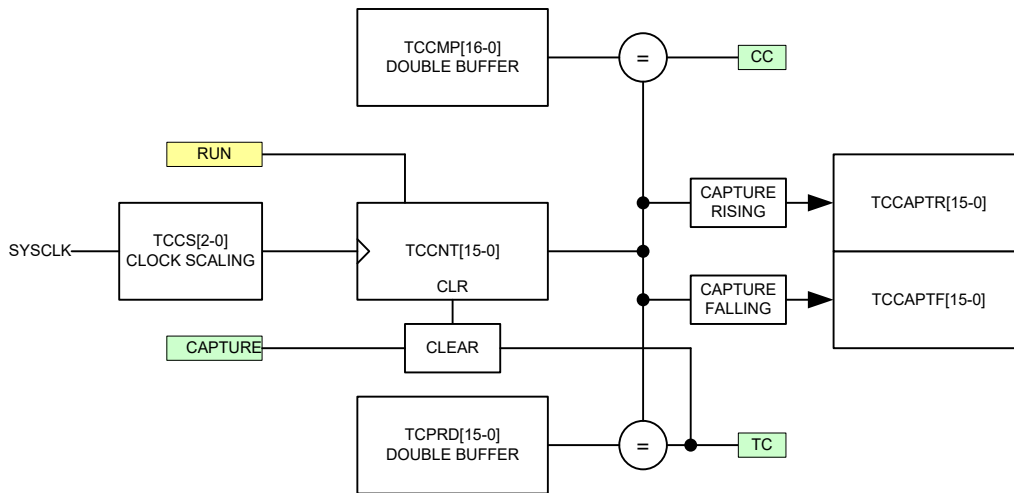 TCCMP[16-0]
DOUBLE BUFFER
=
CC
RUN
CAPTURE
RISING
TCCAPTR[15-0]
SYSCLK
TCCS[2-0]
CLOCK SCALING
TCCNT[15-0]
CLR
CAPTURE
FALLING
TCCAPTF[15-0]
CAPTURE
CLEAR
TCPRD[15-0]
DOUBLE BUFFER
=
TC